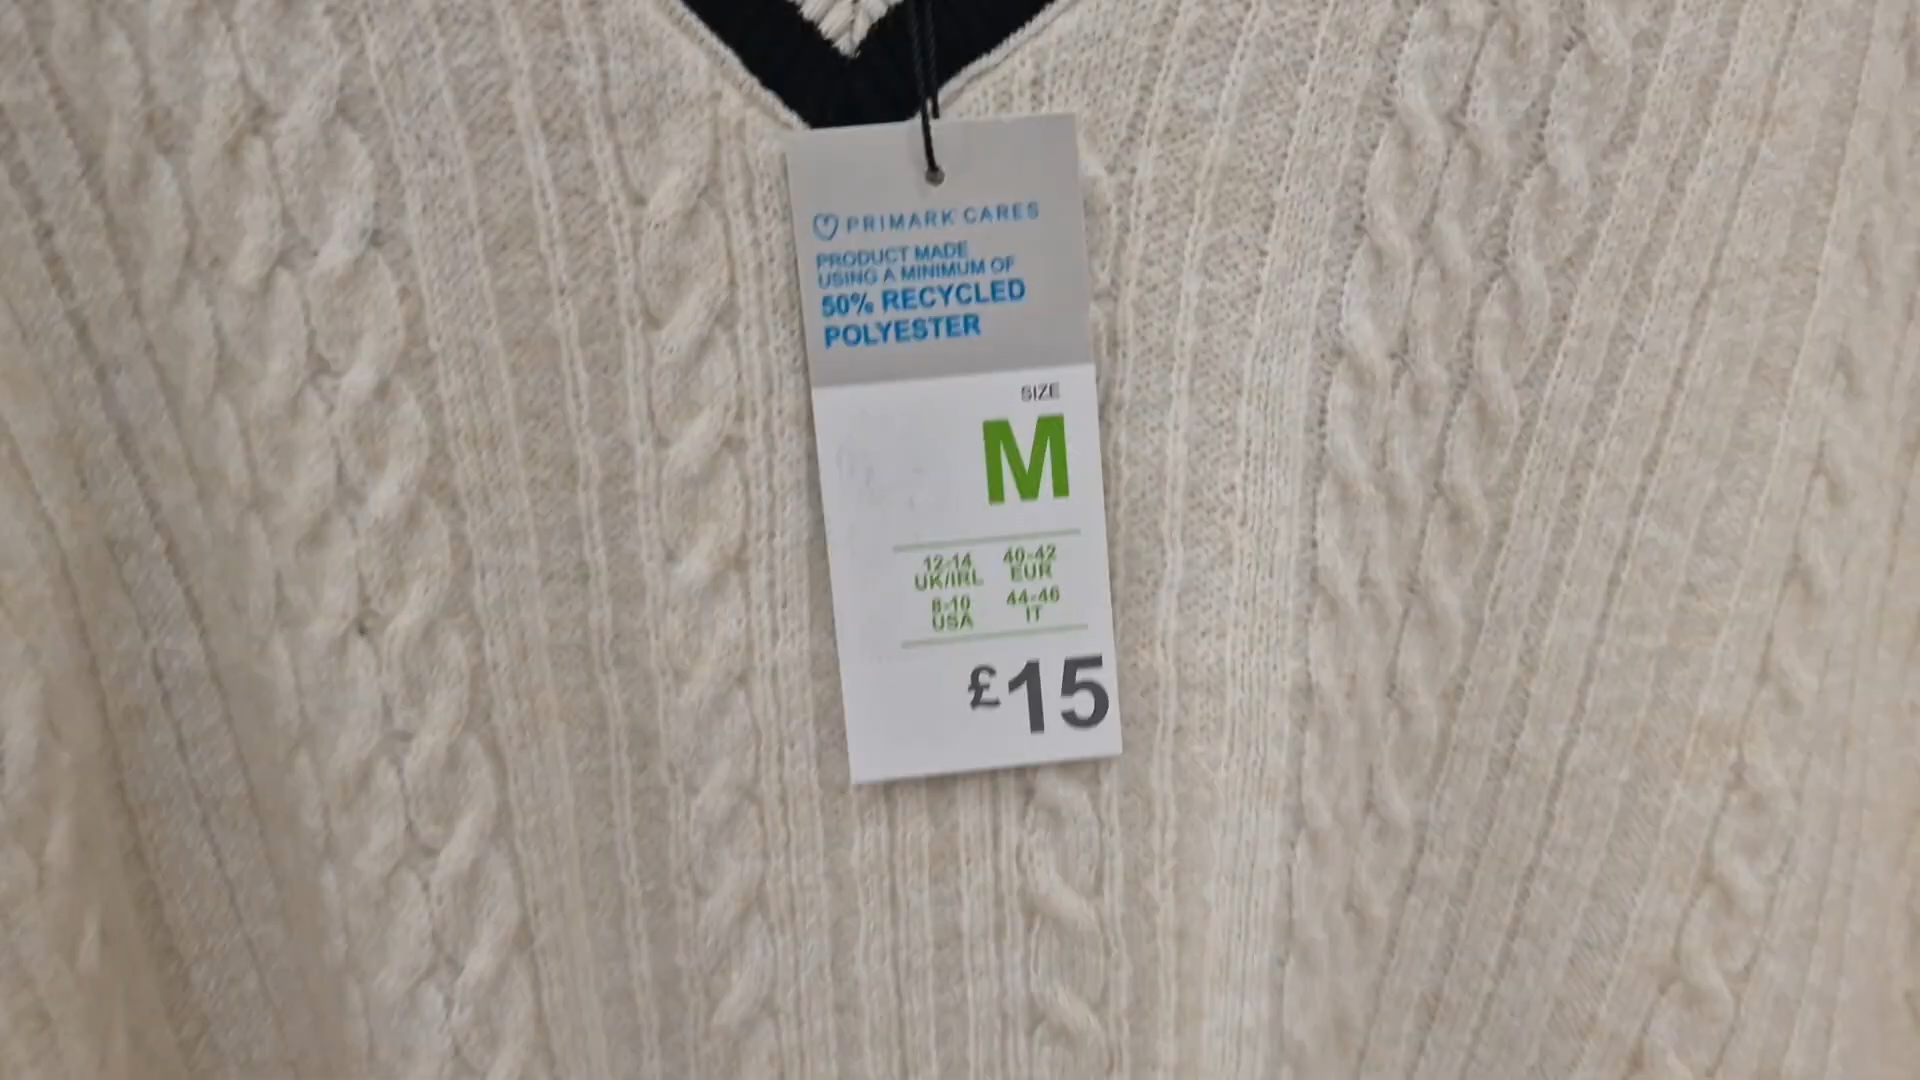 PRIMARK CARES
PRODUCT MADE
USING A MINIMUM OF
50% RECYCLED
POLYESTER
SIZE
M
12-14 40-42
UK/IRL EUR
8-10 44-46
USA IT
£15